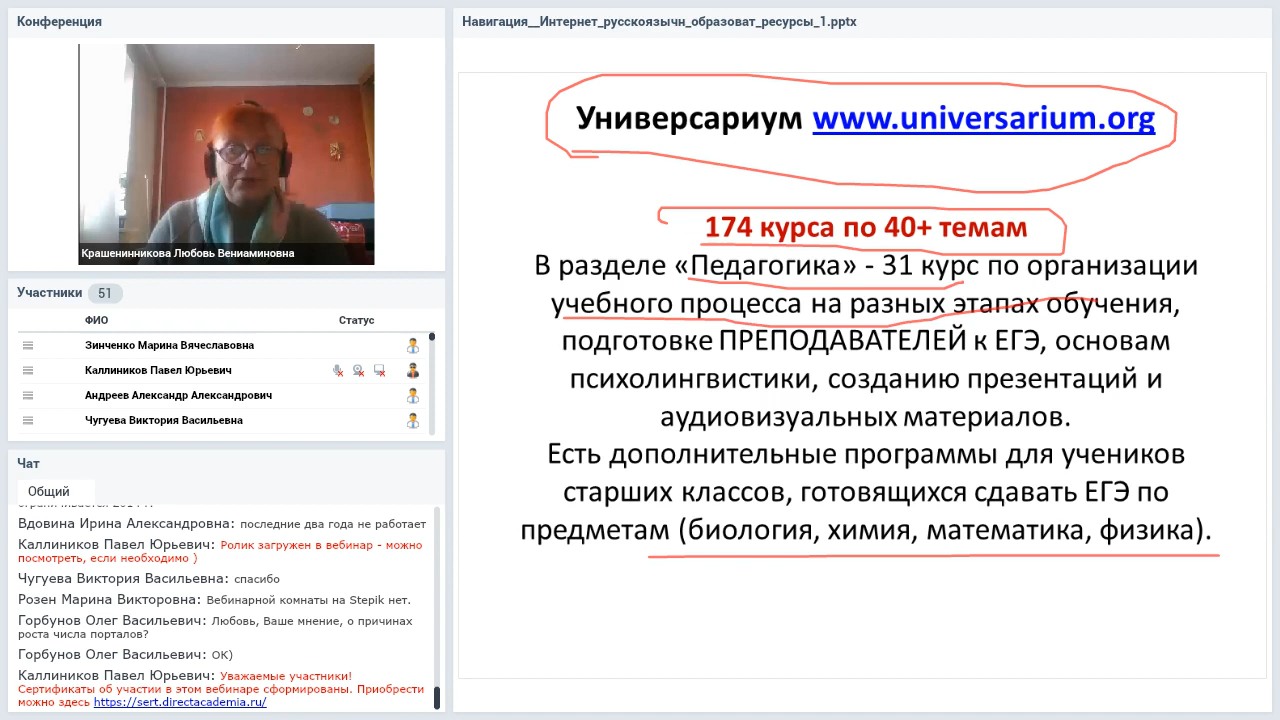 Конференция
Крашенинникова Любовь Вениаминовна
Участники 51
ФИО Статус
Зинченко Марина Вячеславовна
Каллиников Павел Юрьевич
Андреев Александр Александрович
Чугуева Виктория Васильевна
Чат
Общий
Вдовина Ирина Александровна: последние два года не работает
Каллиников Павел Юрьевич: Ролик загружен в вебинар - можно
посмотреть, если необходимо )
Чугуева Виктория Васильевна: спасибо
Розен Марина Викторовна: Вебинарной комнаты на Stepik нет.
Горбунов Олег Васильевич: Любовь, Ваше мнение, о причинах
роста числа порталов?
Горбунов Олег Васильевич: ОК)
Каллиников Павел Юрьевич: Уважаемые участники!
Сертификаты об участии в этом вебинаре сформированы. Приобрести
можно здесь https://sert.directacademia.ru/
Навигация__Интернет_русскоязычн_образоват_ресурсы_1.pptx
Универсариум www.universarium.org
174 курса по 40+ темам
В разделе «Педагогика» - 31 курс по организации
учебного процесса на разных этапах обучения,
подготовке ПРЕПОДАВАТЕЛЕЙ к ЕГЭ, основам
психолингвистики, созданию презентаций и
аудиовизуальных материалов.
Есть дополнительные программы для учеников
старших классов, готовящихся сдавать ЕГЭ по
предметам (биология, химия, математика, физика).